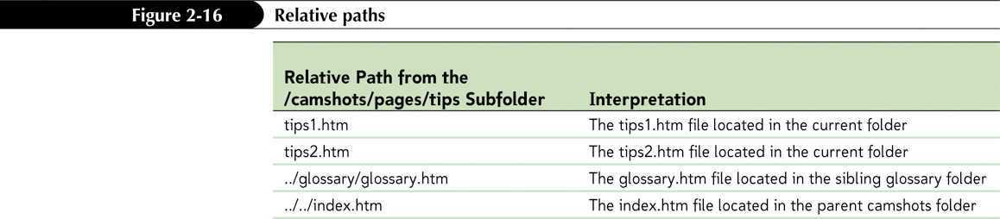 Figure 2-16 Relative paths
Relative Path from the
/camshots/pages/tips Subfolder Interpretation
tips1.htm The tips1.htm file located in the current folder
tips2.htm The tips2.htm file located in the current folder
../glossary/glossary.htm The glossary.htm file located in the sibling glossary folder
../../index.htm The index.htm file located in the parent camshots folder